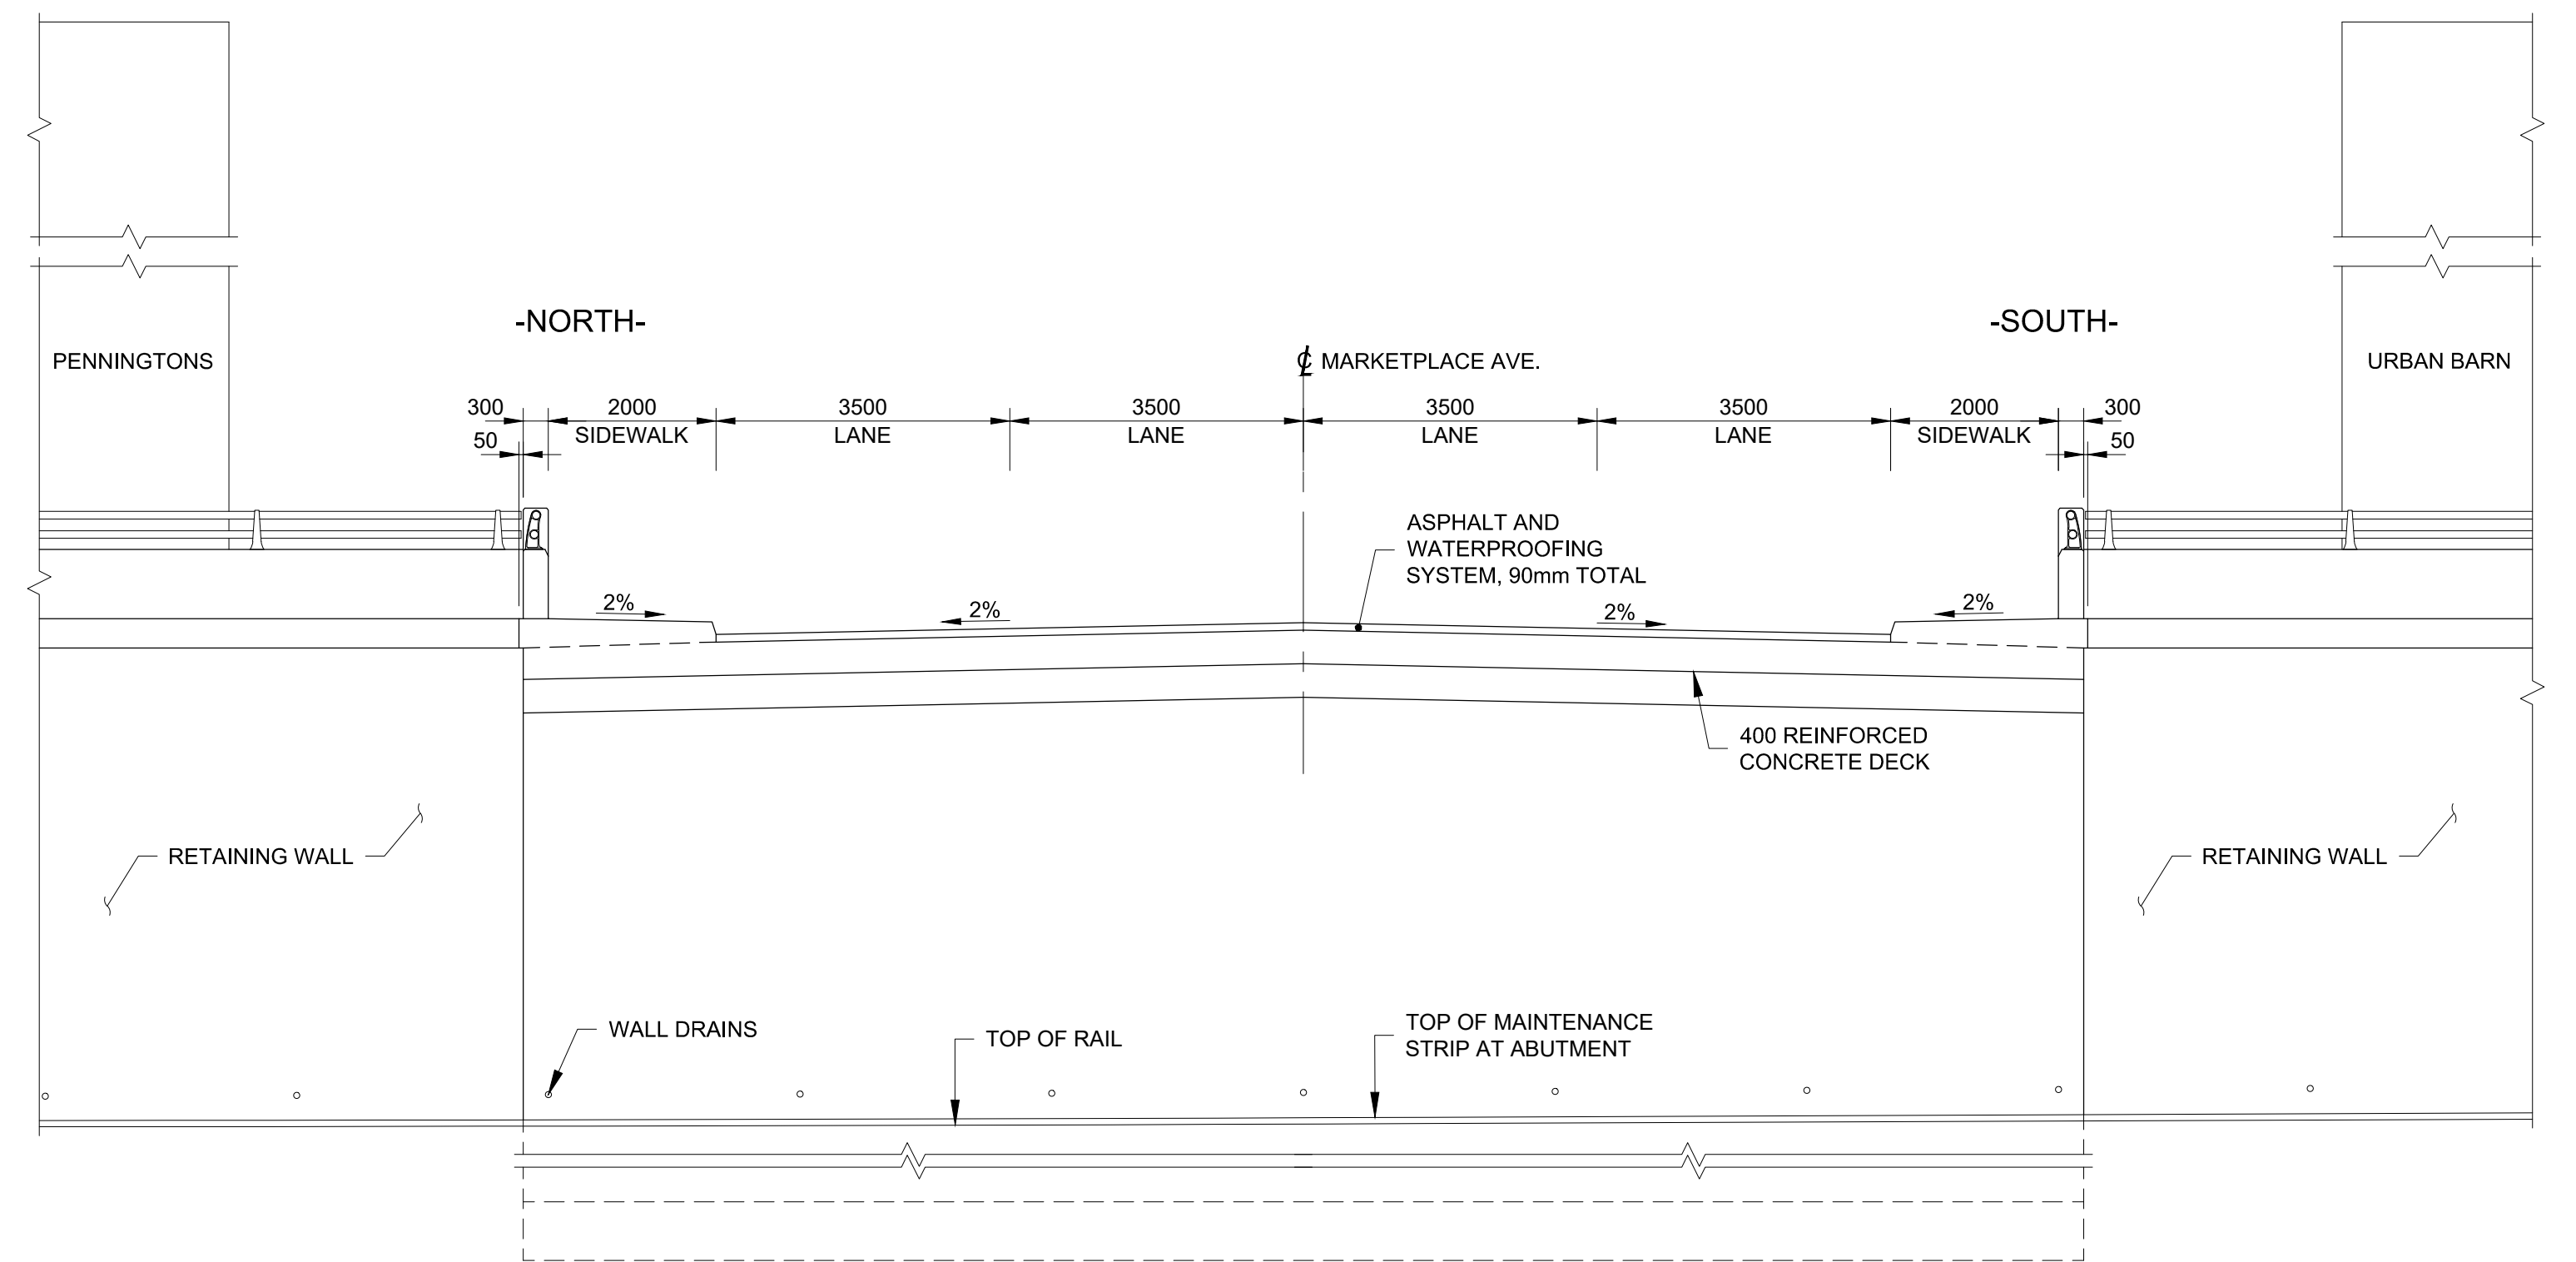 -NORTH-
-SOUTH-
PENNINGTONS
℄ MARKETPLACE AVE.
URBAN BARN
300
2000
3500
3500
3500
3500
2000
300
SIDEWALK
LANE
LANE
LANE
LANE
SIDEWALK
50
50
ASPHALT AND
WATERPROOFING
SYSTEM, 90mm TOTAL
2%
2%
2%
2%
400 REINFORCED
CONCRETE DECK
RETAINING WALL
RETAINING WALL
WALL DRAINS
TOP OF RAIL
TOP OF MAINTENANCE
STRIP AT ABUTMENT